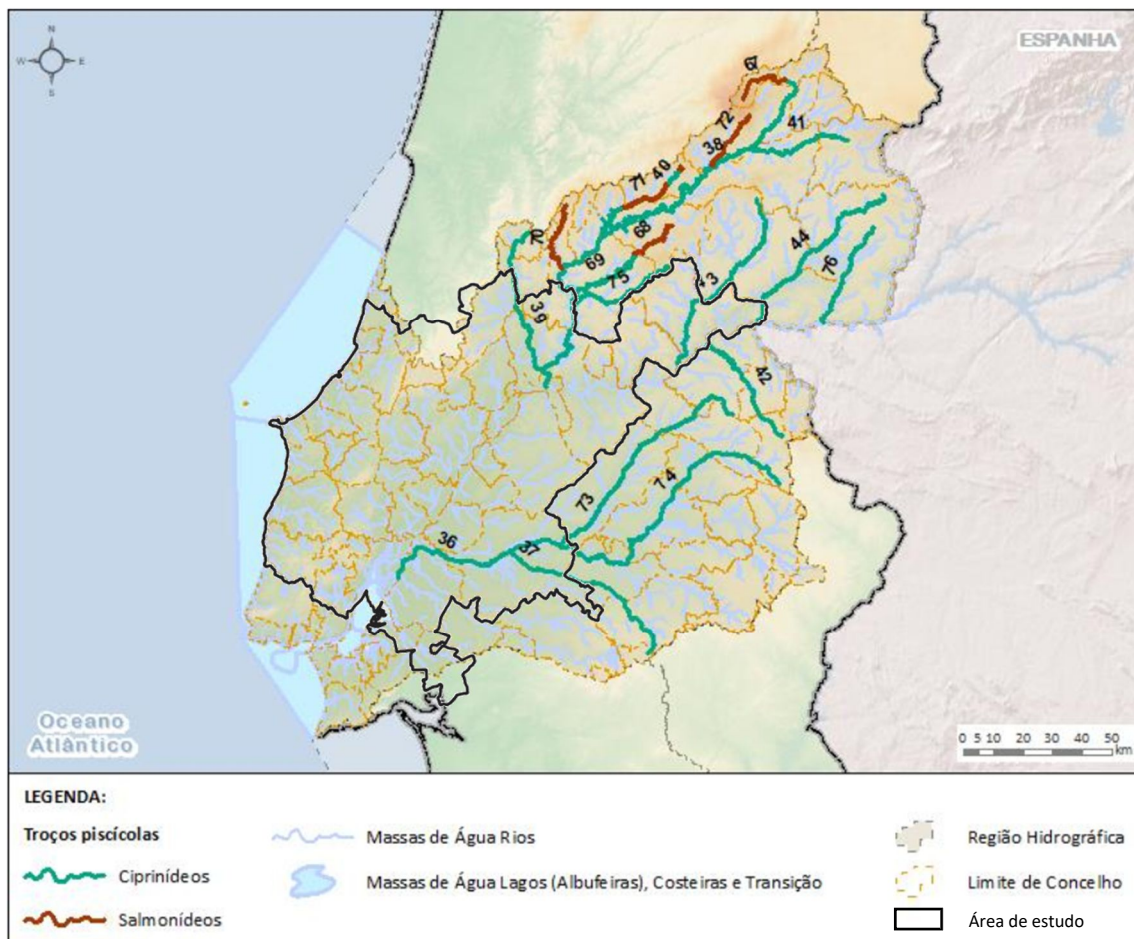 N
W E
S
ESPANHA
67
41
72
38
71 40
70
68
69
75
43
44
76
39
42
73
74
36
37
Oceano
Atlântico
0 5 10 20 30 40 50
km
LEGENDA:
Troços piscícolas
Ciprinídeos
Salmonídeos
Massas de Água Rios
Massas de Água Lagos (Albufeiras), Costeiras e Transição
Região Hidrográfica
Limite de Concelho
Área de estudo